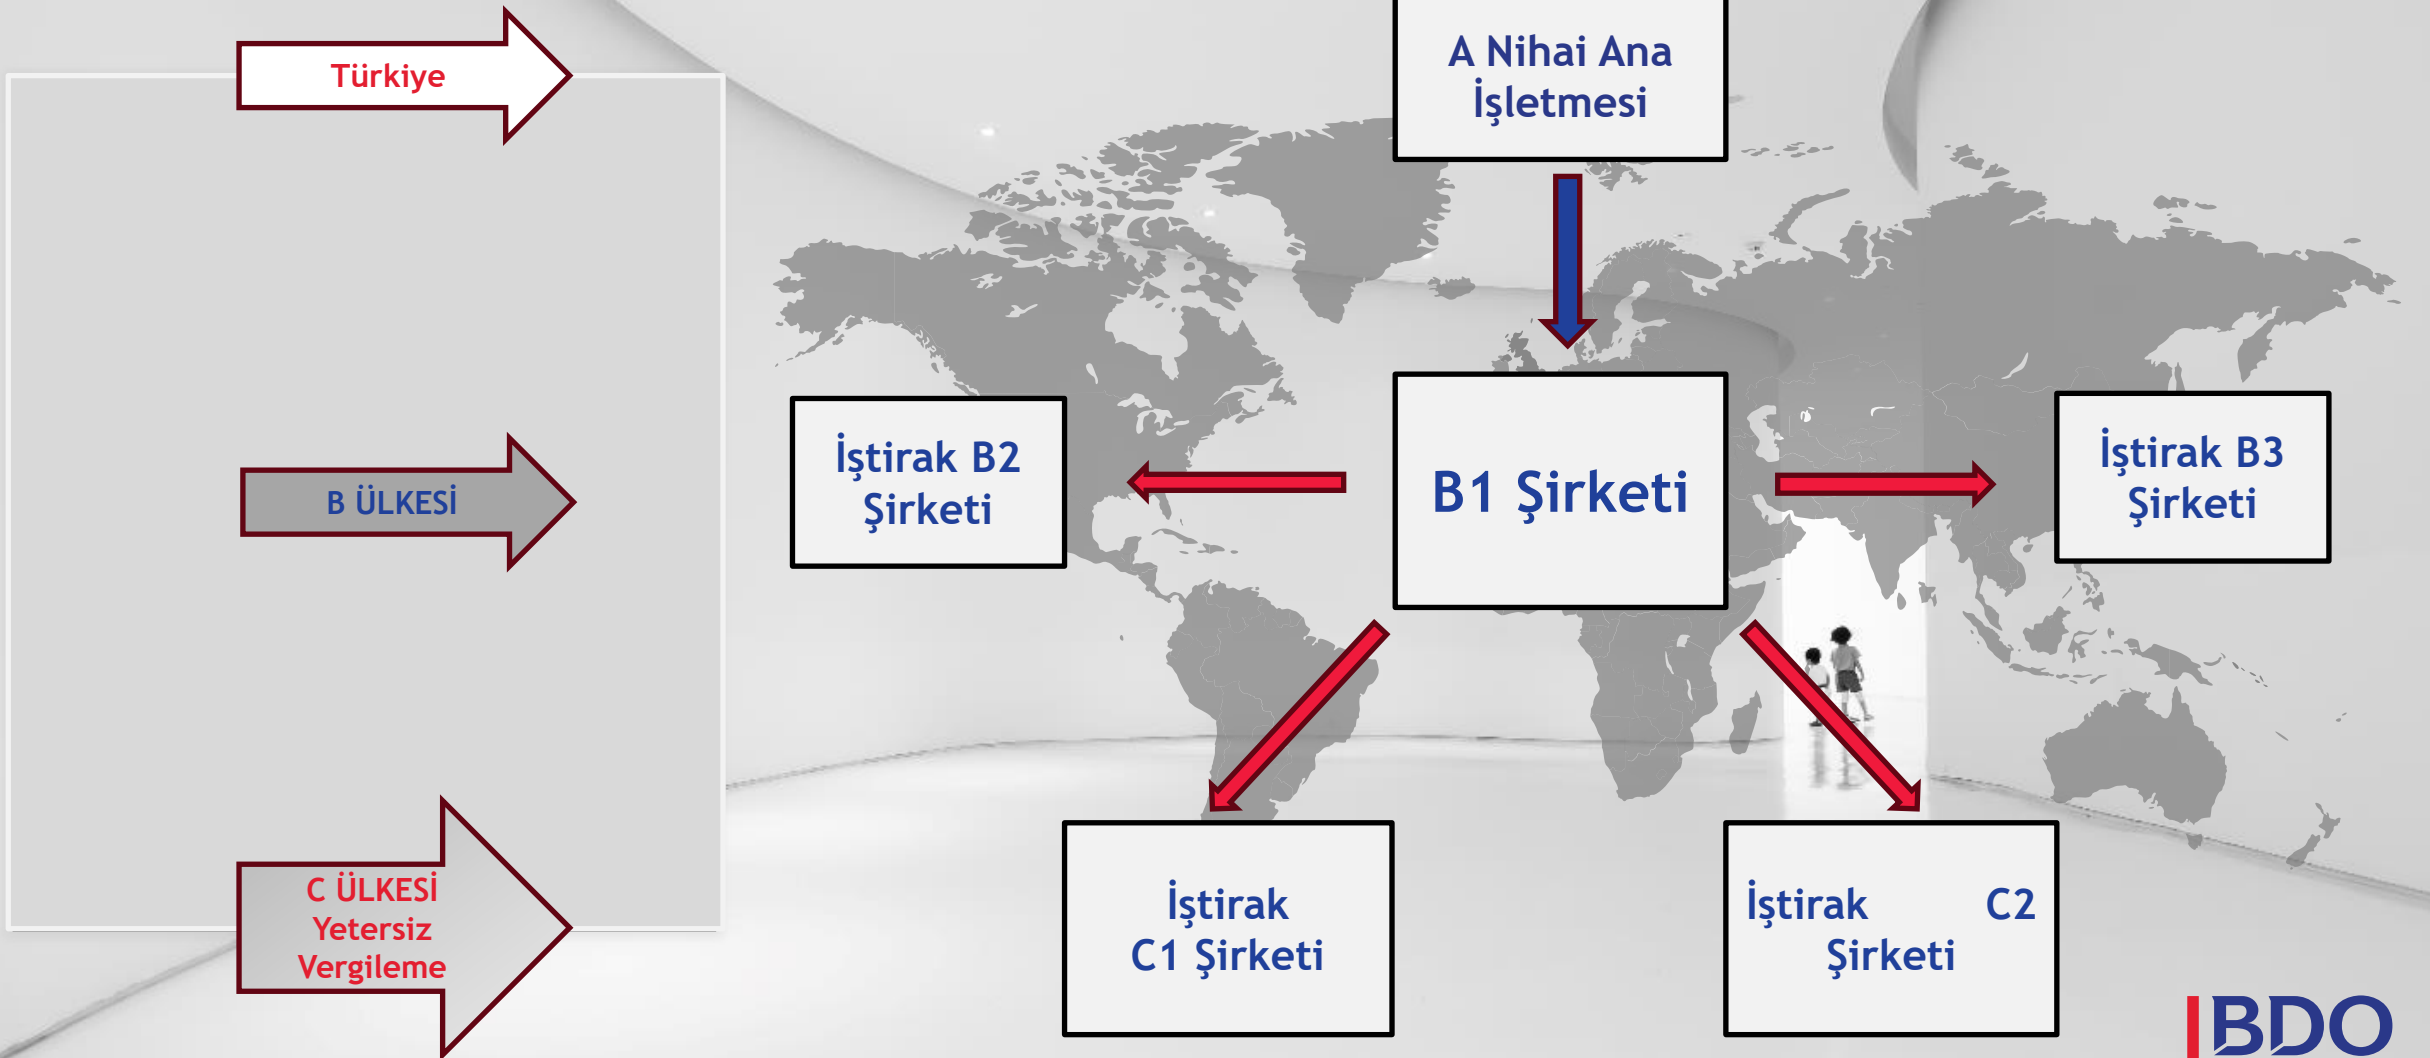 Türkiye
A Nihai Ana
İşletmesi
B ÜLKESİ
İştirak B2
Şirketi
B1 Şirketi
İştirak B3
Şirketi
C ÜLKESİ
Yetersiz
Vergileme
İştirak
C1 Şirketi
İştirak C2
Şirketi
BDO